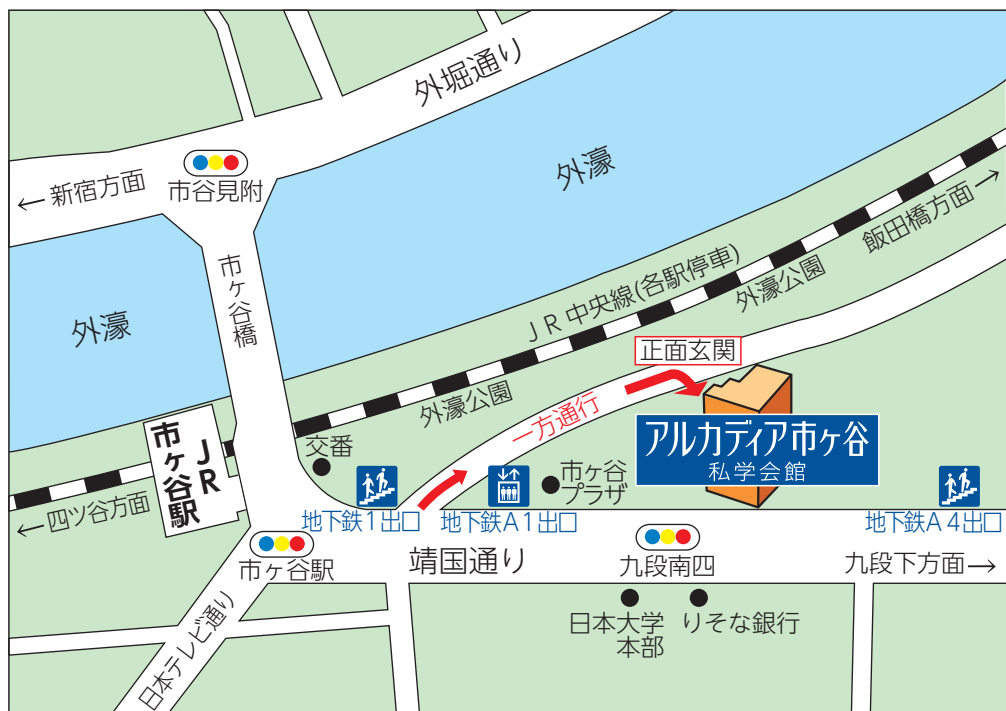 外堀通り
← 新宿方面
市谷見附
外濠
飯田橋方面 →
市ヶ谷橋
外濠
JR 中央線(各駅停車)
外濠公園
正面玄関
外濠公園
一方通行
アルカディア市ヶ谷
私学会館
JR
市ヶ谷駅
交番
市ヶ谷
プラザ
← 四ツ谷方面
地下鉄1出口
地下鉄A1出口
地下鉄A4出口
市ヶ谷駅
靖国通り
九段南四
九段下方面→
日本テレビ通り
日本大学
本部
りそな銀行